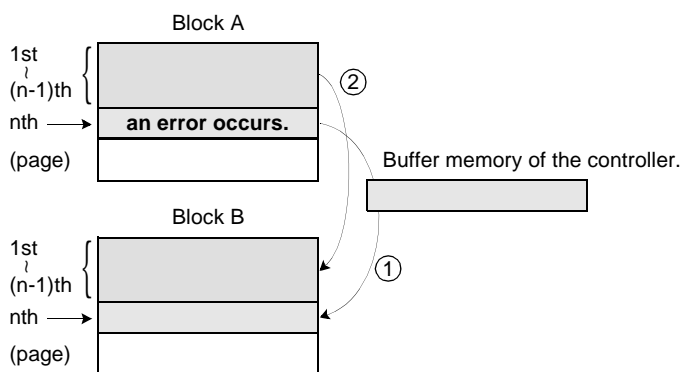 Block A
1st
~
(n-1)th
nth
an error occurs.
(page)
②
Buffer memory of the controller.
Block B
1st
~
(n-1)th
①
nth
(page)